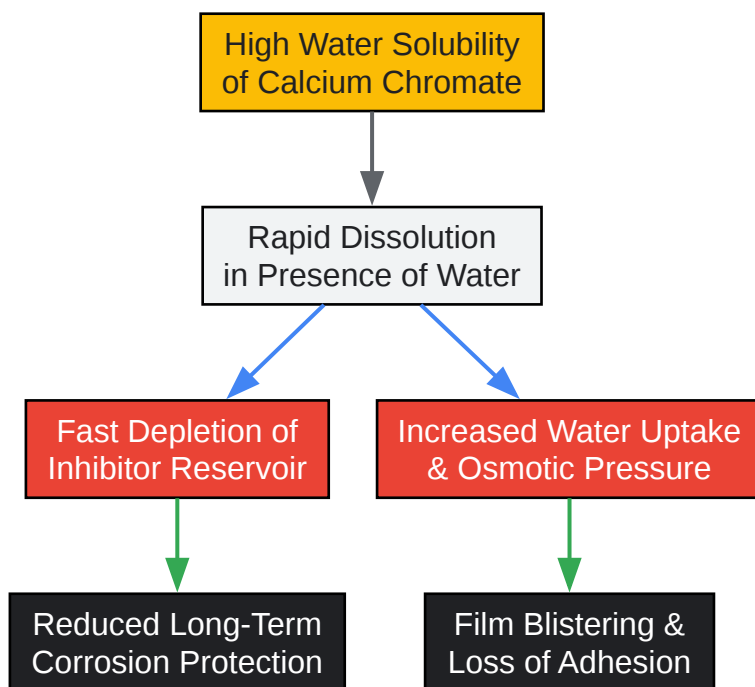 High Water Solubility
of Calcium Chromate
Rapid Dissolution
in Presence of Water
Fast Depletion of
Inhibitor Reservoir
Increased Water Uptake
& Osmotic Pressure
Reduced Long-Term
Corrosion Protection
Film Blistering &
Loss of Adhesion